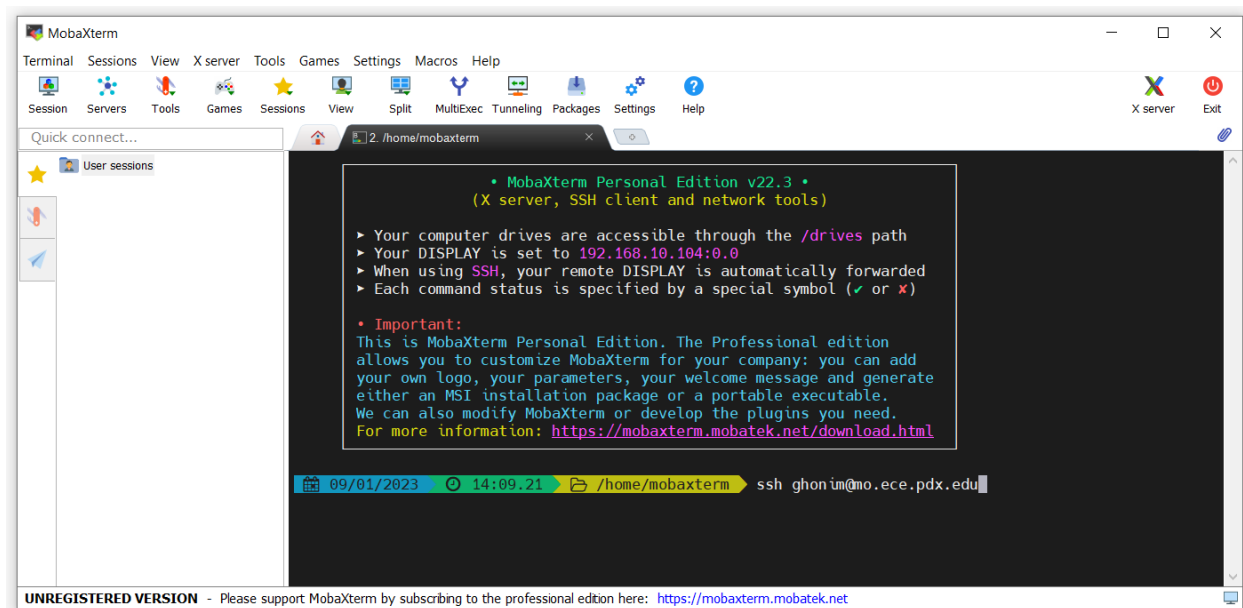 MobaXterm
Terminal Sessions View X server Tools Games Settings Macros Help
Session Servers Tools Games Sessions View Split MultiExec Tunneling Packages Settings Help X server Exit
Quick connect... 2. /home/mobaxterm
User sessions
• MobaXterm Personal Edition v22.3 •
(X server, SSH client and network tools)
➤ Your computer drives are accessible through the /drives path
➤ Your DISPLAY is set to 192.168.10.104:0.0
➤ When using SSH, your remote DISPLAY is automatically forwarded
➤ Each command status is specified by a special symbol (✔ or ✘)
• Important:
This is MobaXterm Personal Edition. The Professional edition
allows you to customize MobaXterm for your company: you can add
your own logo, your parameters, your welcome message and generate
either an MSI installation package or a portable executable.
We can also modify MobaXterm or develop the plugins you need.
For more information: https://mobaxterm.mobatek.net/download.html
09/01/2023 14:09.21 /home/mobaxterm ssh ghonim@mo.ece.pdx.edu
UNREGISTERED VERSION - Please support MobaXterm by subscribing to the professional edition here: https://mobaxterm.mobatek.net